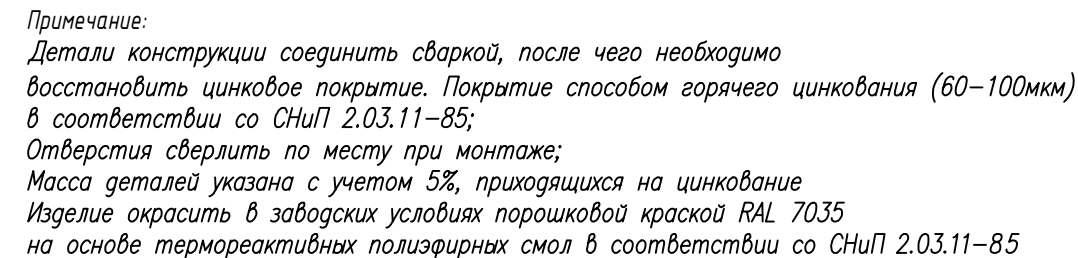 Примечание:
Детали конструкции соединить сваркой, после чего необходимо
восстановить цинковое покрытие. Покрытие способом горячего цинкования (60-100мкм)
в соответствии со СНиП 2.03.11-85;
Отверстия сверлить по месту при монтаже;
Масса деталей указана с учетом 5%, приходящихся на цинкование
Изделие окрасить в заводских условиях порошковой краской RAL 7035
на основе термореактивных полиэфирных смол в соответствии со СНиП 2.03.11-85